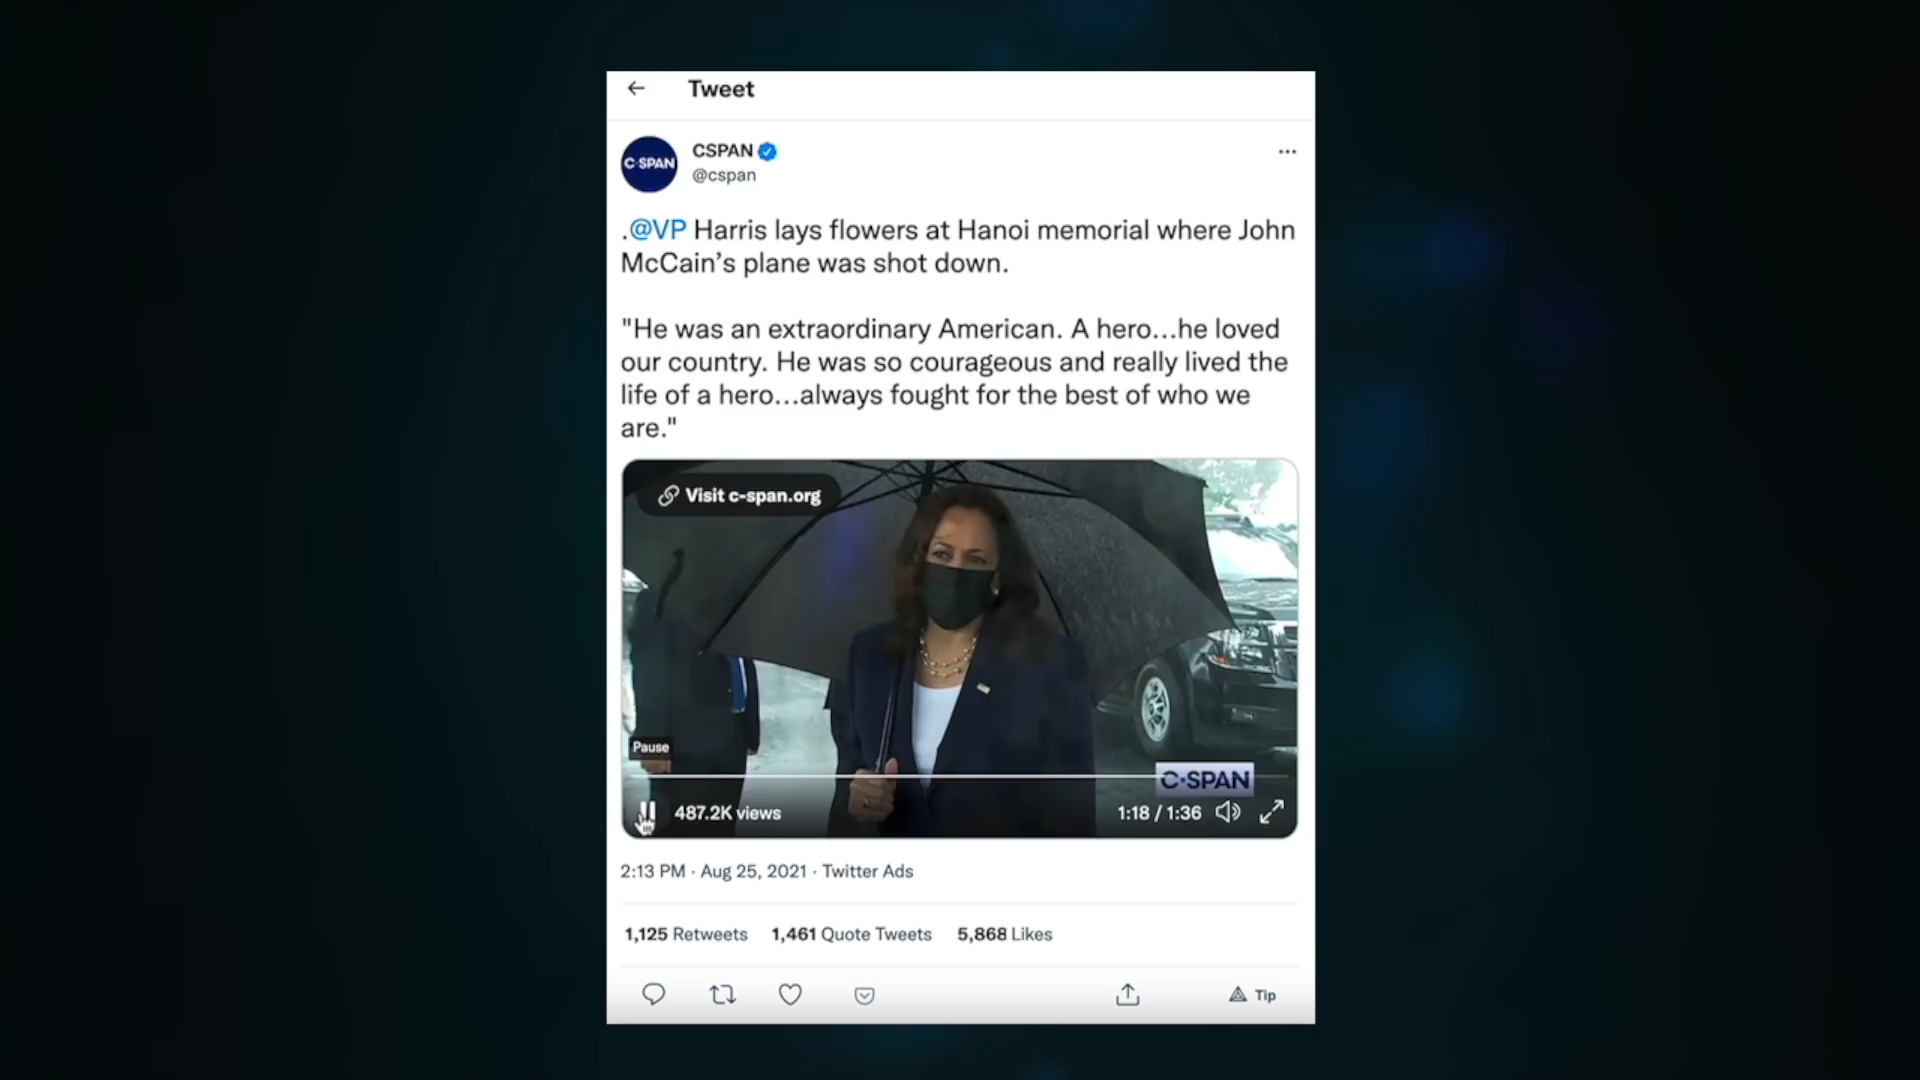 Tweet
C-SPAN
CSPAN
@cspan
.@VP Harris lays flowers at Hanoi memorial where John
McCain’s plane was shot down.
"He was an extraordinary American. A hero…he loved
our country. He was so courageous and really lived the
life of a hero…always fought for the best of who we
are."
Visit c-span.org
Pause
C-SPAN
487.2K views
1:18 / 1:36
2:13 PM · Aug 25, 2021 · Twitter Ads
1,125 Retweets 1,461 Quote Tweets 5,868 Likes
Tip